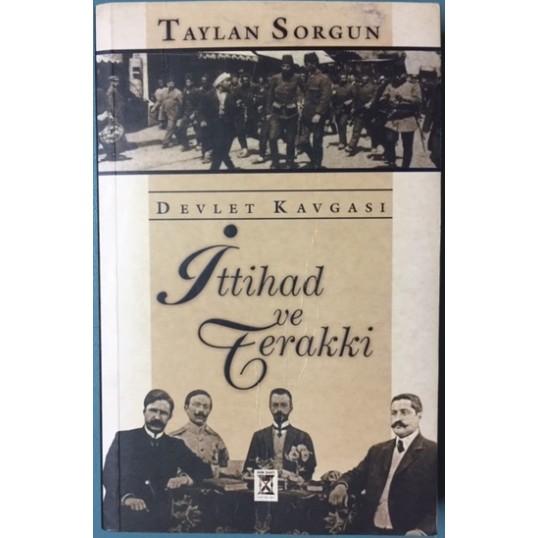 TAYLAN SORGUN
DEVLET KAVGASI
İttihad
ve
Terakki